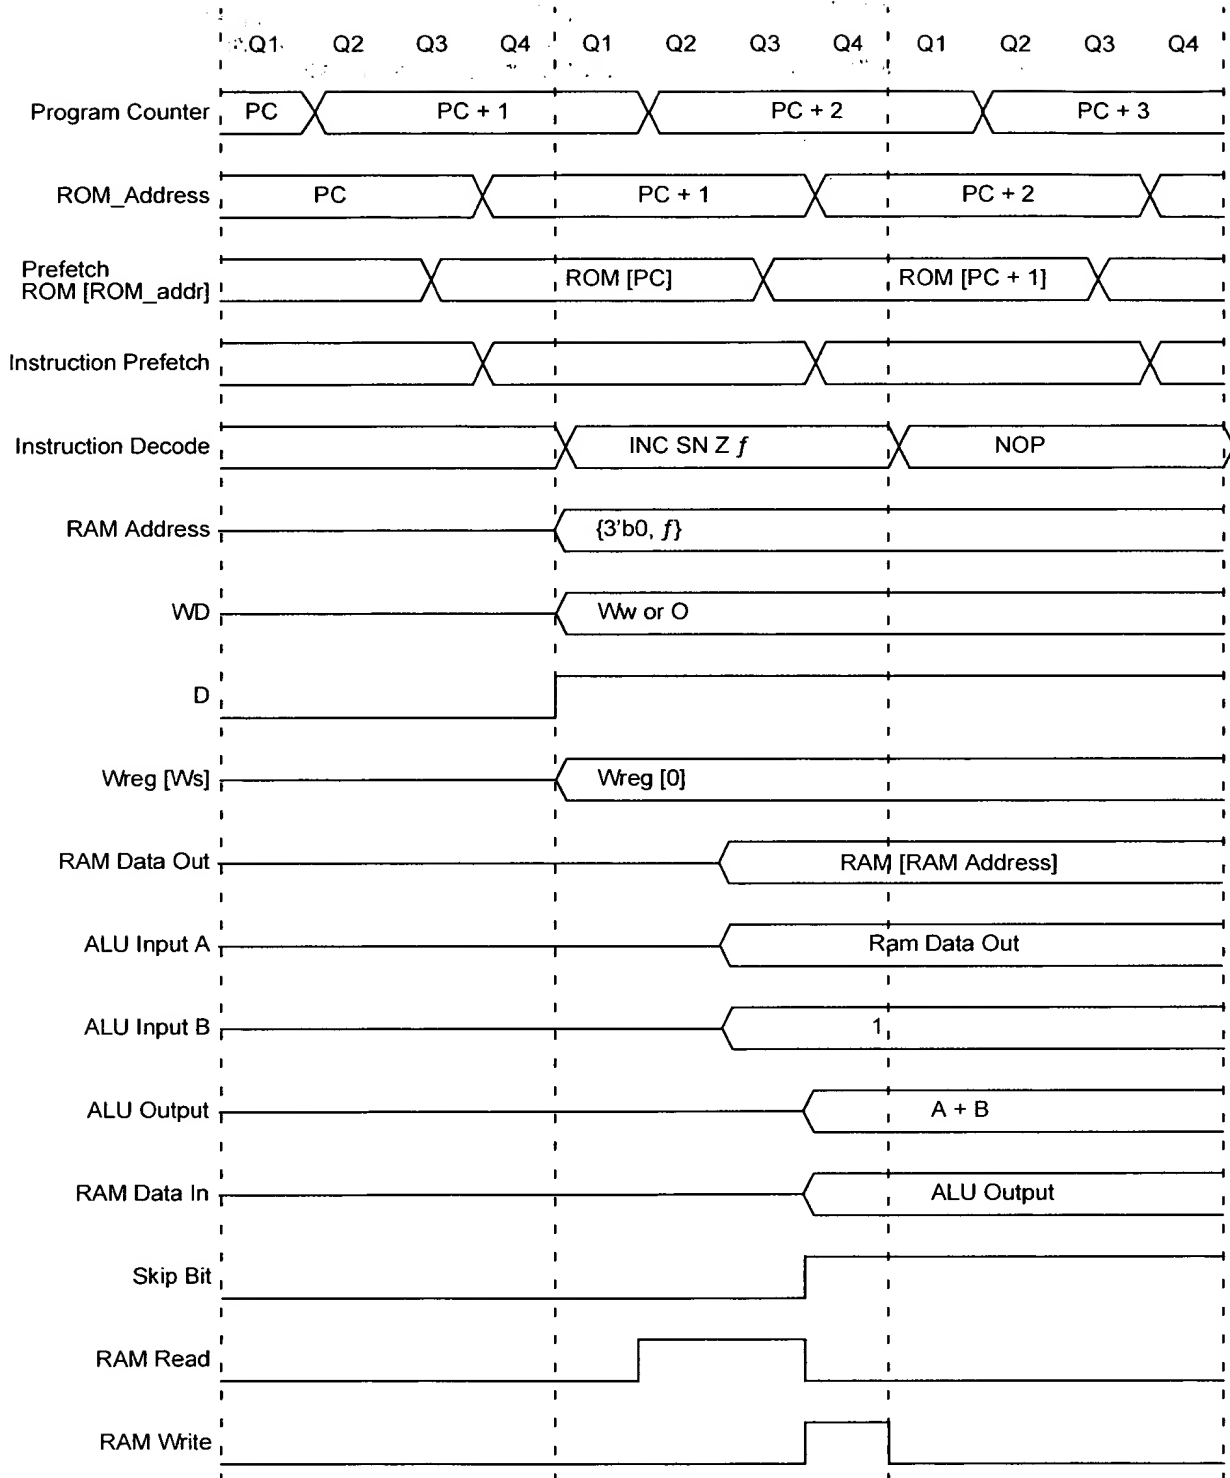 Q1 Q2 Q3 Q4 Q1 Q2 Q3 Q4 Q1 Q2 Q3 Q4
Program Counter PC PC + 1 PC + 2 PC + 3
ROM_Address PC PC + 1 PC + 2
Prefetch
ROM [ROM_addr] ROM [PC] ROM [PC + 1]
Instruction Prefetch
Instruction Decode INC SN Z f NOP
RAM Address {3'b0, f}
WD Ww or O
D
Wreg [Ws] Wreg [0]
RAM Data Out RAM [RAM Address]
ALU Input A Ram Data Out
ALU Input B 1
ALU Output A + B
RAM Data In ALU Output
Skip Bit
RAM Read
RAM Write